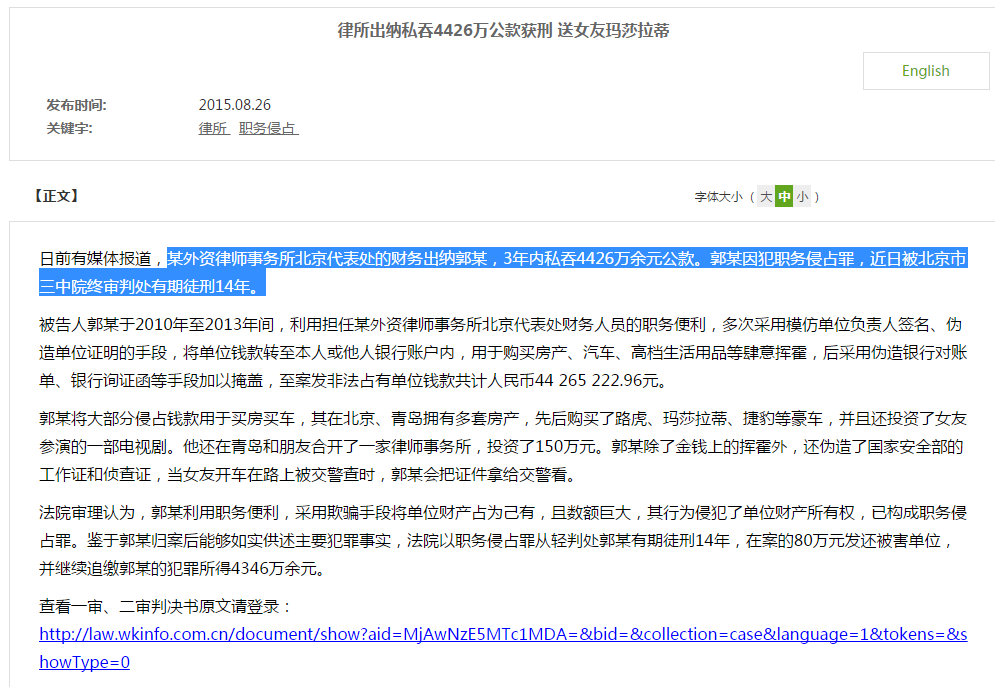 律所出纳私吞4426万公款获刑 送女友玛莎拉蒂
English
发布时间: 2015.08.26
关键字: 律所 职务侵占
【正文】 字体大小（ 大 中 小 ）
日前有媒体报道，某外资律师事务所北京代表处的财务出纳郭某，3年内私吞4426万余元公款。郭某因犯职务侵占罪，近日被北京市
三中院终审判处有期徒刑14年。
被告人郭某于2010年至2013年间，利用担任某外资律师事务所北京代表处财务人员的职务便利，多次采用模仿单位负责人签名、伪
造单位证明的手段，将单位钱款转至本人或他人银行账户内，用于购买房产、汽车、高档生活用品等肆意挥霍，后采用伪造银行对账
单、银行询证函等手段加以掩盖，至案发非法占有单位钱款共计人民币44 265 222.96元。
郭某将大部分侵占钱款用于买房买车，其在北京、青岛拥有多套房产，先后购买了路虎、玛莎拉蒂、捷豹等豪车，并且还投资了女友
参演的一部电视剧。他还在青岛和朋友合开了一家律师事务所，投资了150万元。郭某除了金钱上的挥霍外，还伪造了国家安全部的
工作证和侦查证，当女友开车在路上被交警查时，郭某会把证件拿给交警看。
法院审理认为，郭某利用职务便利，采用欺骗手段将单位财产占为己有，且数额巨大，其行为侵犯了单位财产所有权，已构成职务侵
占罪。鉴于郭某归案后能够如实供述主要犯罪事实，法院以职务侵占罪从轻判处郭某有期徒刑14年，在案的80万元发还被害单位，
并继续追缴郭某的犯罪所得4346万余元。
查看一审、二审判决书原文请登录：
http://law.wkinfo.com.cn/document/show?aid=MjAwNzE5MTc1MDA=&bid=&collection=case&language=1&tokens=&s
howType=0